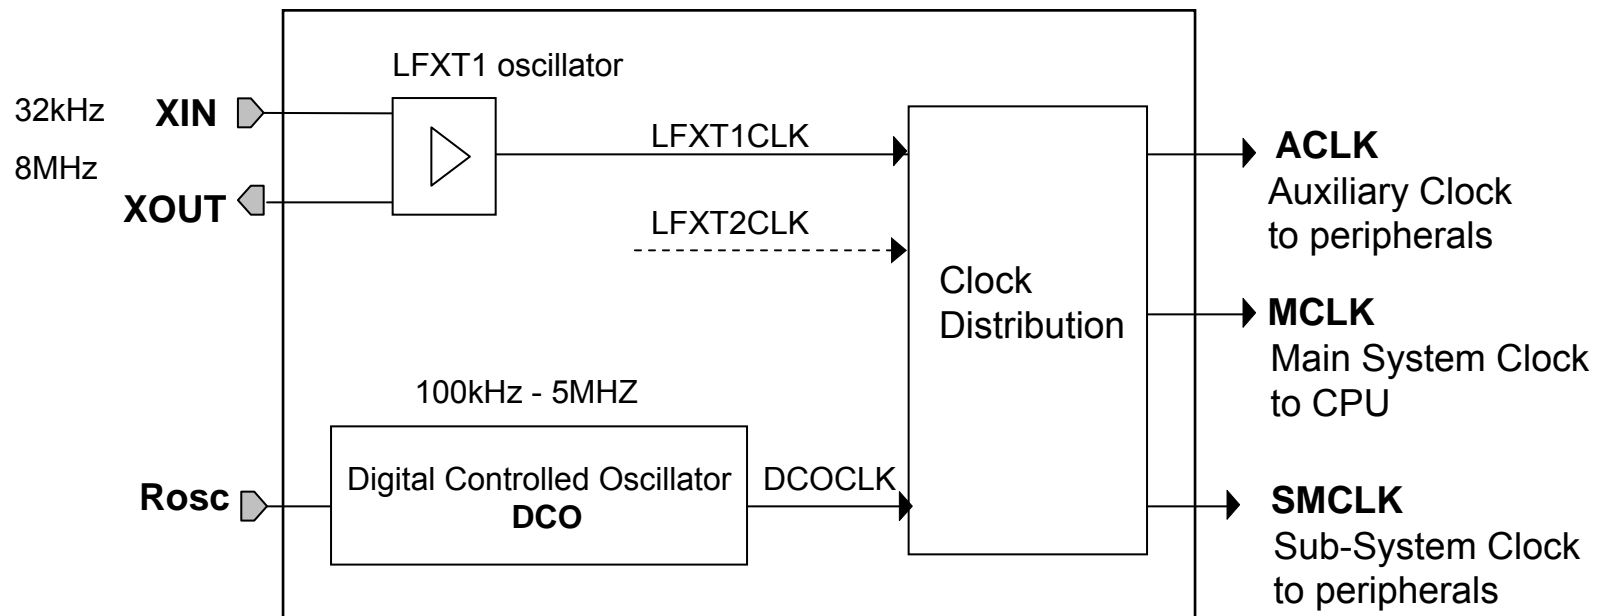 LFXT1 oscillator
32kHz
XIN
8MHz
XOUT
LFXT1CLK
LFXT2CLK
Clock
Distribution
ACLK
Auxiliary Clock
to peripherals
MCLK
Main System Clock
to CPU
100kHz - 5MHZ
Rosc
Digital Controlled Oscillator
DCO
DCOCLK
SMCLK
Sub-System Clock
to peripherals